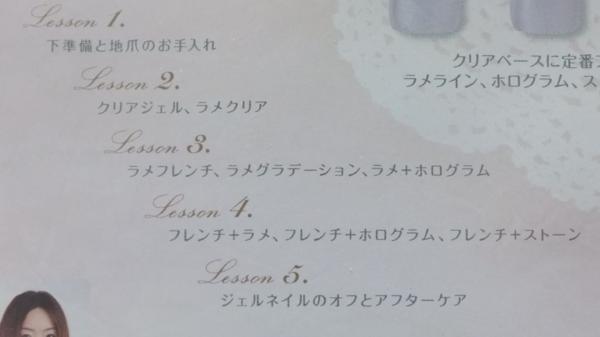 Lesson 1.
下準備と地爪のお手入れ
クリアベースに定番
Lesson 2.
ラメライン、ホログラム、ス
クリアジェル、ラメクリア
Lesson 3.
ラメフレンチ、ラメグラデーション、ラメ+ホログラム
Lesson 4.
フレンチ+ラメ、フレンチ+ホログラム、フレンチ+ストーン
Lesson 5.
ジェルネイルのオフとアフターケア